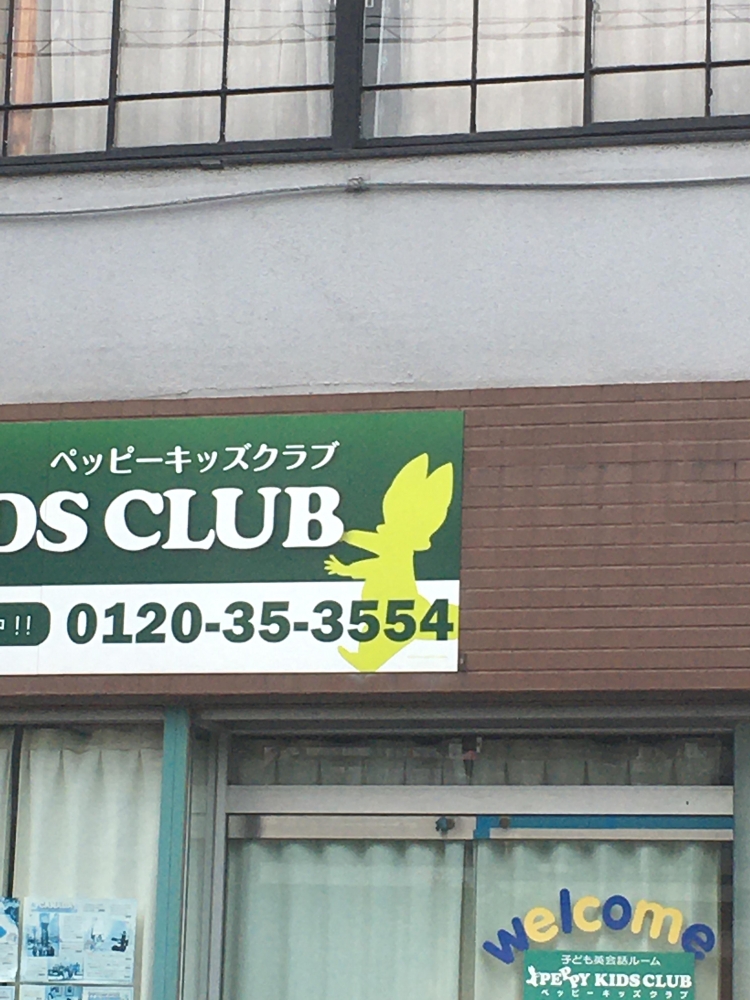 ペッピーキッズクラブ
DS CLUB
!!
0120-35-3554
welcome
子ども英会話ルーム
PEPPY KIDS CLUB
ペッピーキッズクラブ